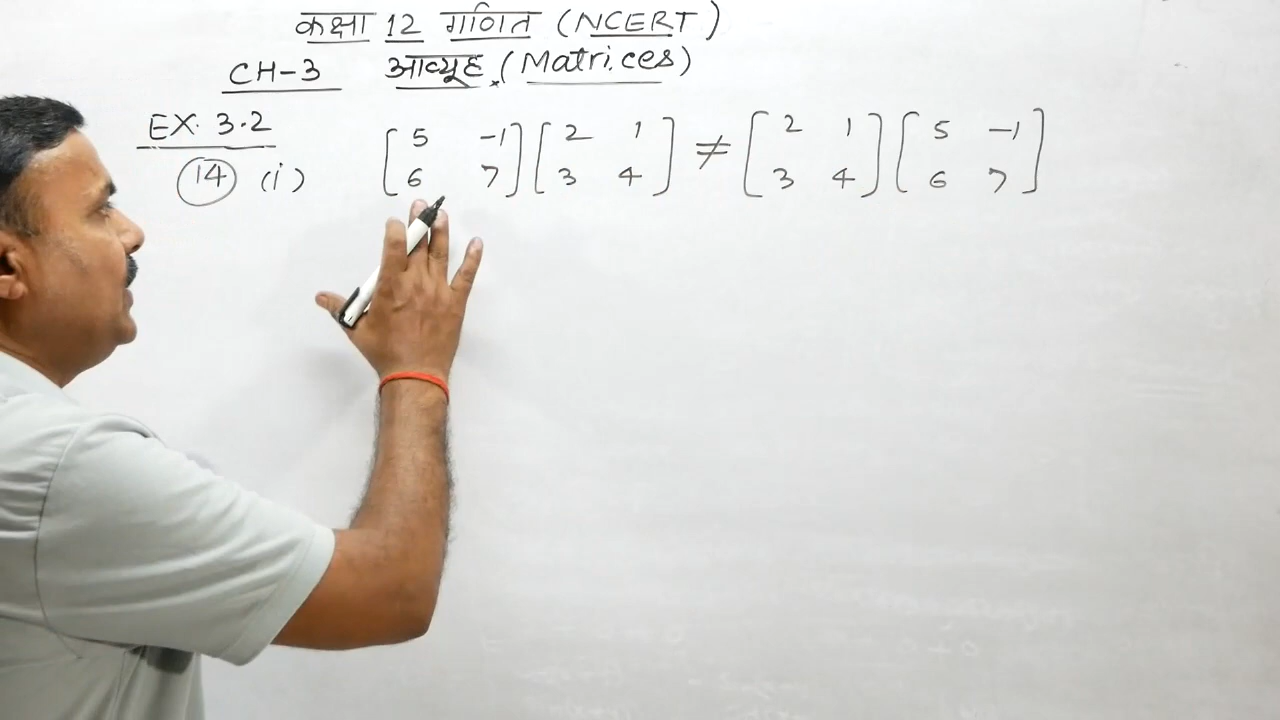 कक्षा 12 गणित (NCERT)
CH-3 आव्यूह (Matrices)
EX. 3.2
14 (i) [5 -1 [2 1 ≠ [2 1 [5 -1
6 7] 3 4] 3 4] 6 7]